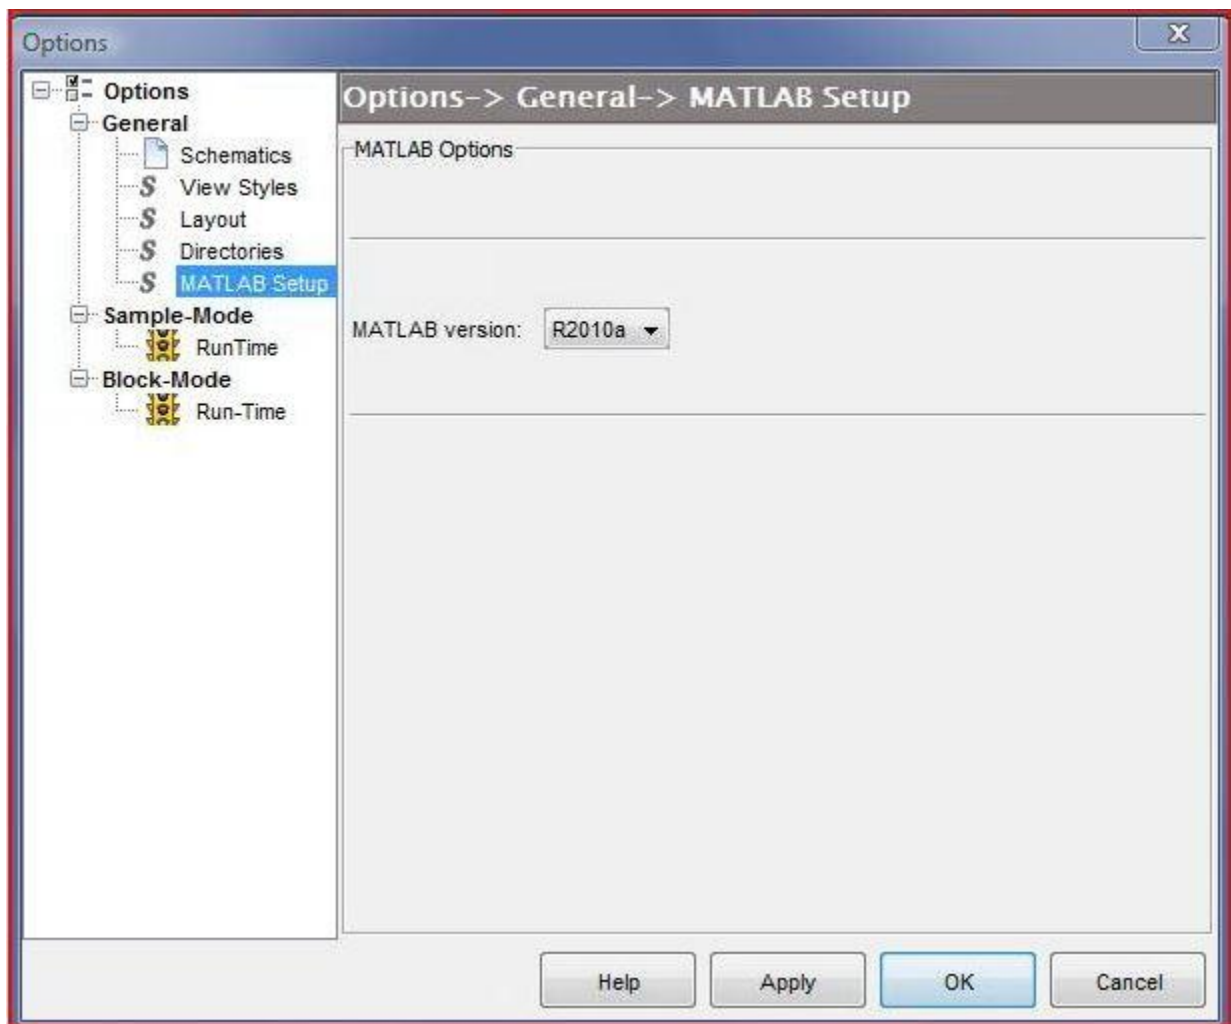 Options
Options
General
Schematics
View Styles
Layout
Directories
MATLAB Setup
Sample-Mode
RunTime
Block-Mode
Run-Time
Options-> General-> MATLAB Setup
MATLAB Options
MATLAB version: R2010a
Help Apply OK Cancel